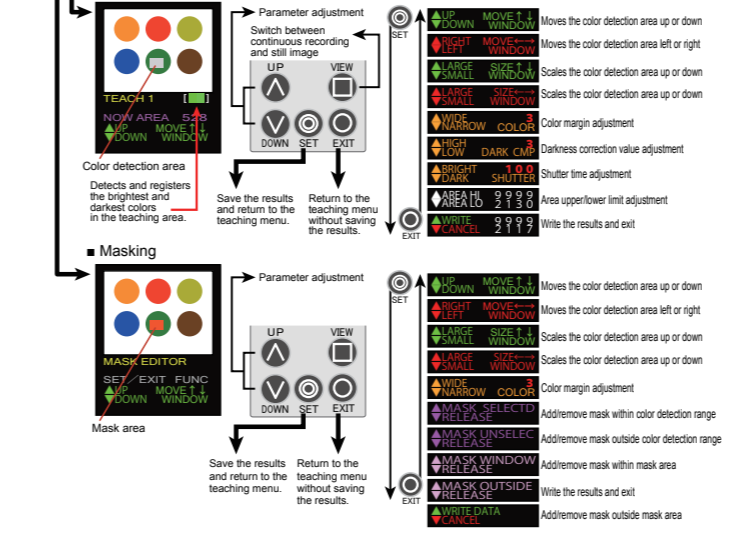 Parameter adjustment
Switch between
continuous recording
and still image
UP
VIEW
DOWN
SET
EXIT
TEACH 1 [ ]
NOW AREA 528
UP MOVE↑↓
DOWN WINDOW
Color detection area
Detects and registers
the brightest and
darkest colors
in the teaching area.
Save the results
and return to the
teaching menu.
Return to the
teaching menu
without saving
the results.
SET
UP MOVE↑↓
DOWN WINDOW
Moves the color detection area up or down
RIGHT MOVE←→
LEFT WINDOW
Moves the color detection area left or right
LARGE SIZE↑↓
SMALL WINDOW
Scales the color detection area up or down
LARGE SIZE←→
SMALL WINDOW
Scales the color detection area up or down
WIDE 3
NARROW COLOR
Color margin adjustment
HIGH 3
LOW DARK CMP
Darkness correction value adjustment
BRIGHT 100
DARK SHUTTER
Shutter time adjustment
AREA HI 9999
AREA LO 2130
Area upper/lower limit adjustment
WRITE 9999
CANCEL 2117
Write the results and exit
EXIT
■ Masking
MASK EDITOR
SET/EXIT FUNC
UP MOVE↑↓
DOWN WINDOW
Mask area
Parameter adjustment
UP
VIEW
DOWN
SET
EXIT
Save the results
and return to the
teaching menu.
Return to the
teaching menu
without saving
the results.
SET
UP MOVE↑↓
DOWN WINDOW
Moves the color detection area up or down
RIGHT MOVE←→
LEFT WINDOW
Moves the color detection area left or right
LARGE SIZE↑↓
SMALL WINDOW
Scales the color detection area up or down
LARGE SIZE←→
SMALL WINDOW
Scales the color detection area up or down
WIDE 3
NARROW COLOR
Color margin adjustment
MASK SELECTD
RELEASE
Add/remove mask within color detection range
MASK UNSELEC
RELEASE
Add/remove mask outside color detection range
MASK WINDOW
RELEASE
Add/remove mask within mask area
MASK OUTSIDE
RELEASE
Write the results and exit
WRITE DATA
CANCEL
Add/remove mask outside mask area
EXIT